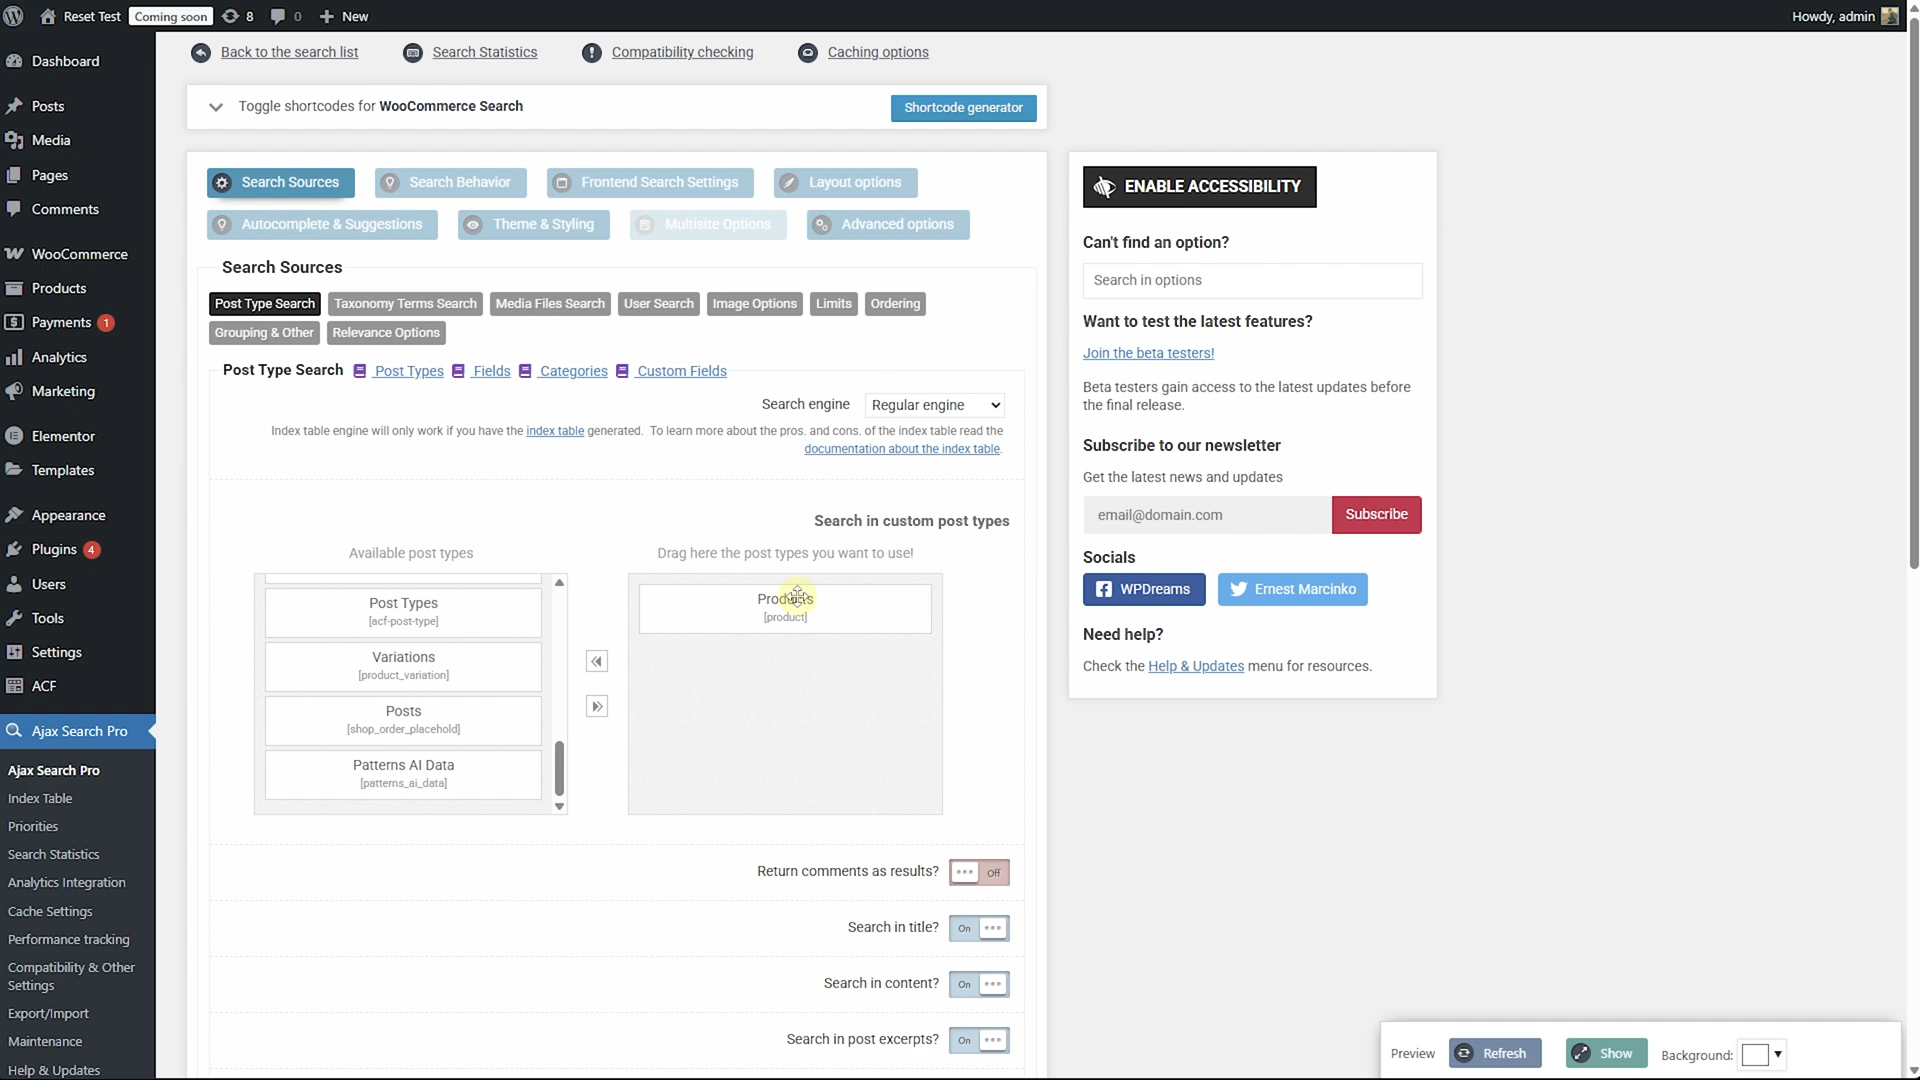 Reset Test
Coming soon
8
0
New
Howdy, admin
Dashboard
Posts
Media
Pages
Comments
WooCommerce
Products
Payments 1
Analytics
Marketing
Elementor
Templates
Appearance
Plugins 4
Users
Tools
Settings
ACF
Ajax Search Pro
Ajax Search Pro
Index Table
Priorities
Search Statistics
Analytics Integration
Cache Settings
Performance tracking
Compatibility & Other
Settings
Export/Import
Maintenance
Help & Updates
Back to the search list
Search Statistics
Compatibility checking
Caching options
Toggle shortcodes for WooCommerce Search
Shortcode generator
Search Sources
Search Behavior
Frontend Search Settings
Layout options
Autocomplete & Suggestions
Theme & Styling
Multisite Options
Advanced options
Search Sources
Post Type Search
Taxonomy Terms Search
Media Files Search
User Search
Image Options
Limits
Ordering
Grouping & Other
Relevance Options
Post Type Search
Post Types
Fields
Categories
Custom Fields
Search engine
Regular engine
Index table engine will only work if you have the index table generated. To learn more about the pros. and cons. of the index table read the
documentation about the index table.
Search in custom post types
Available post types
Drag here the post types you want to use!
Post Types
[acf-post-type]
Variations
[product_variation]
Posts
[shop_order_placehold]
Patterns AI Data
[patterns_ai_data]
Products
[product]
Return comments as results?
Off
Search in title?
On
Search in content?
On
Search in post excerpts?
On
ENABLE ACCESSIBILITY
Can't find an option?
Search in options
Want to test the latest features?
Join the beta testers!
Beta testers gain access to the latest updates before
the final release.
Subscribe to our newsletter
Get the latest news and updates
email@domain.com
Subscribe
Socials
WPDreams
Ernest Marcinko
Need help?
Check the Help & Updates menu for resources.
Preview
Refresh
Show
Background: